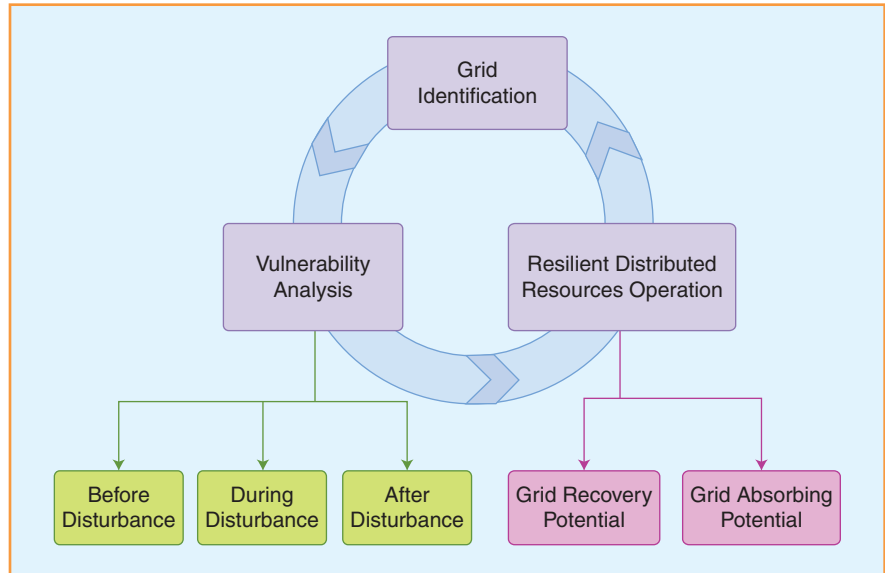 Grid
Identification
Vulnerability
Analysis
Resilient Distributed
Resources Operation
Before
Disturbance
During
Disturbance
After
Disturbance
Grid Recovery
Potential
Grid Absorbing
Potential